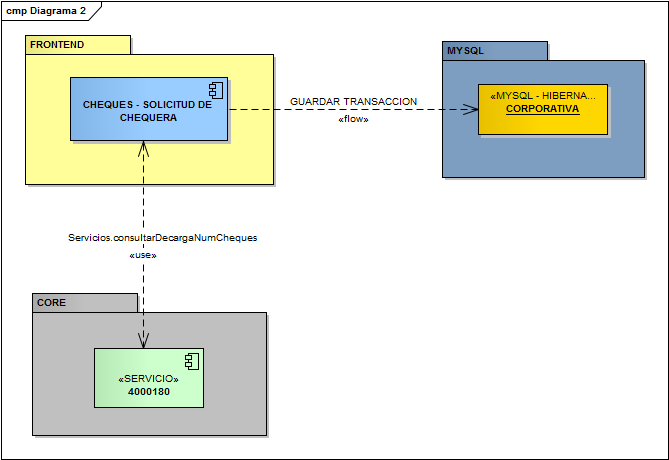 cmp Diagrama 2
FRONTEND
CHEQUES - SOLICITUD DE
CHEQUERA
GUARDAR TRANSACCION
«flow»
MYSQL
«MYSQL - HIBERNA...
CORPORATIVA
Servicios.consultarDecargaNumCheques
«use»
CORE
«SERVICIO»
4000180